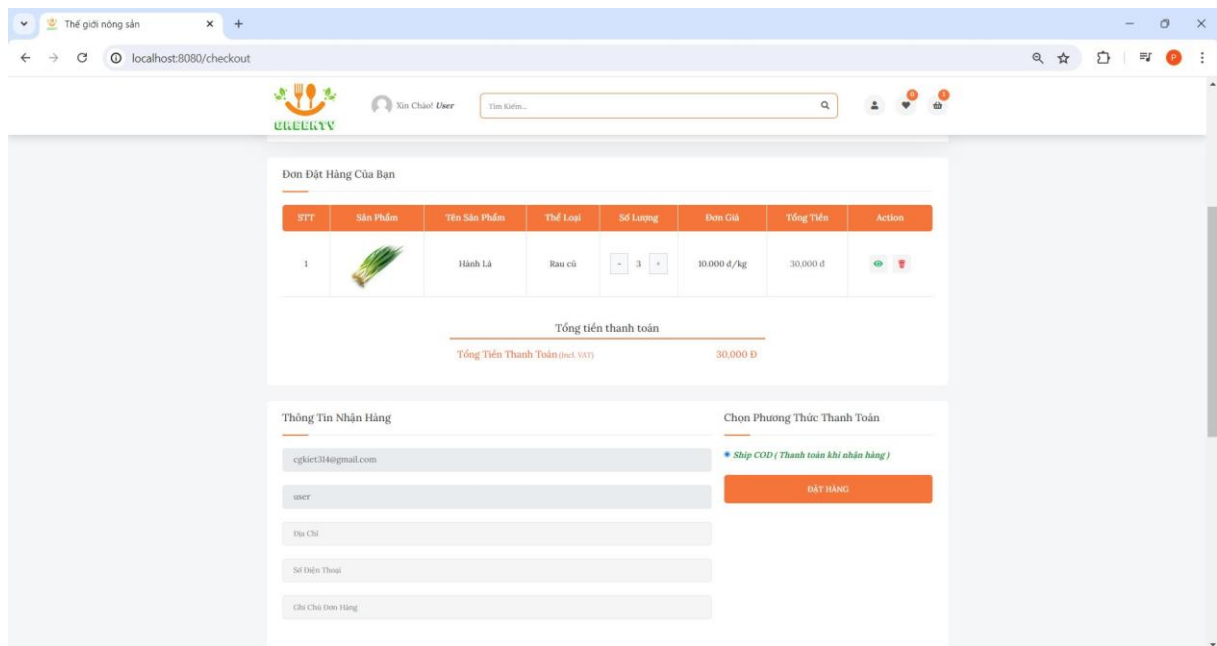 Thế giới nông sản
localhost:8080/checkout
P
GREENTY
Xin Chào! User
Tìm Kiếm...
0
1
Đơn Đặt Hàng Của Bạn
STT Sản Phẩm Tên Sản Phẩm Thể Loại Số Lượng Đơn Giá Tổng Tiền Action
1 Hành Lá Rau củ - 3 + 10.000 đ/kg 30,000 đ
Tổng tiền thanh toán
Tổng Tiền Thanh Toán (Incl. VAT) 30,000 Đ
Thông Tin Nhận Hàng
Chọn Phương Thức Thanh Toán
cgkiet314@gmail.com
Ship COD ( Thanh toán khi nhận hàng )
user
ĐẶT HÀNG
Địa Chỉ
Số Điện Thoại
Ghi Chú Đơn Hàng